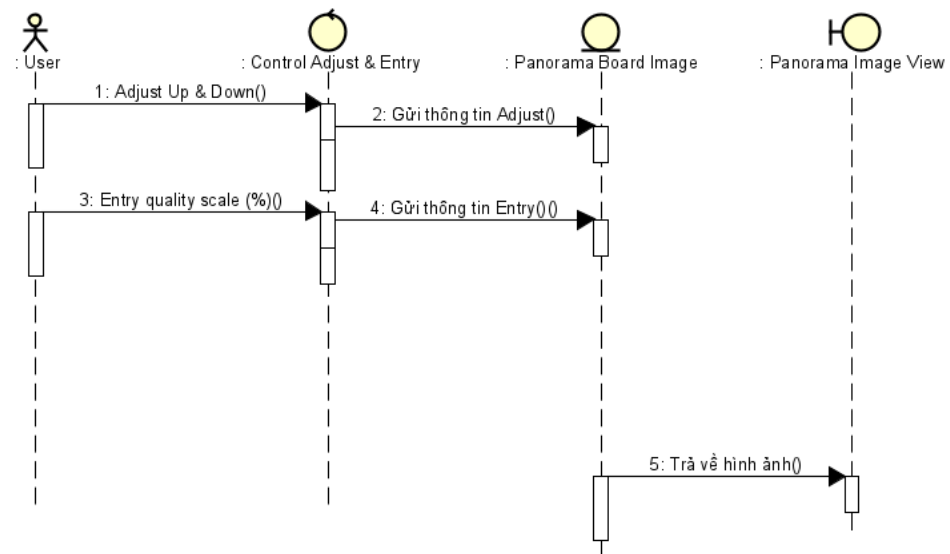 : User
: Control Adjust & Entry
: Panorama Board Image
: Panorama Image View
1: Adjust Up & Down()
2: Gửi thông tin Adjust()
3: Entry quality scale (%)()
4: Gửi thông tin Entry()()
5: Trả về hình ảnh()